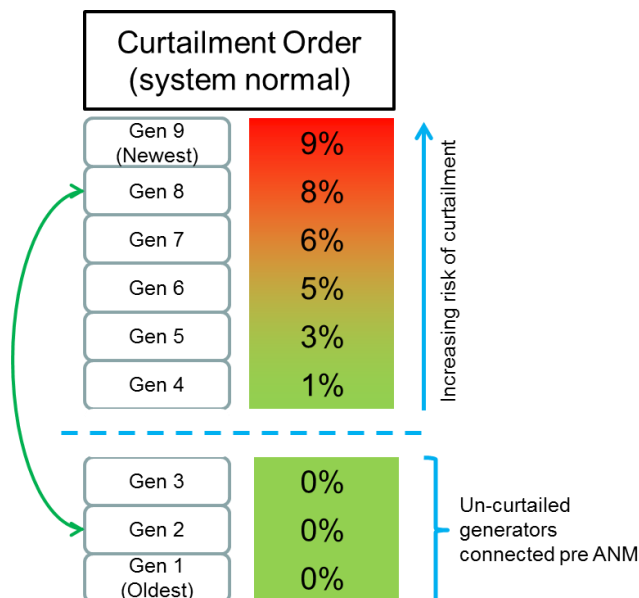 Curtailment Order
(system normal)
Gen 9
(Newest)
9%
Gen 8
8%
Gen 7
6%
Gen 6
5%
Gen 5
3%
Gen 4
1%
Increasing risk of curtailment
Gen 3
0%
Gen 2
0%
Gen 1
(Oldest)
0%
Un-curtailed
generators
connected pre ANM